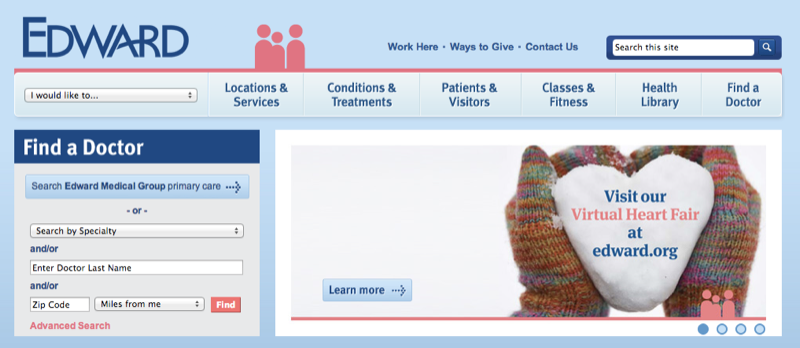 EDWARD
Work Here • Ways to Give • Contact Us
Search this site
I would like to...
Locations &
Services
Conditions &
Treatments
Patients &
Visitors
Classes &
Fitness
Health
Library
Find a
Doctor
Find a Doctor
Search Edward Medical Group primary care
- or -
Search by Specialty
and/or
Enter Doctor Last Name
and/or
Zip Code
Miles from me
Find
Advanced Search
Visit our
Virtual Heart Fair
at
edward.org
Learn more